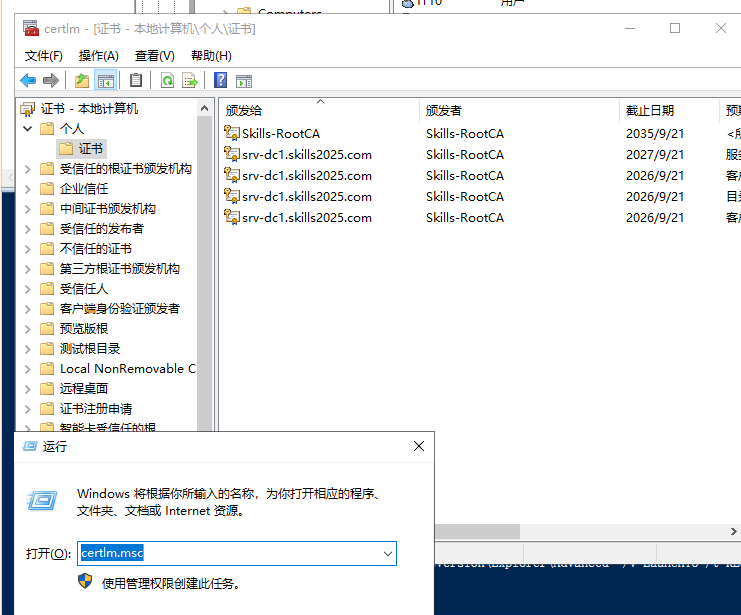 Computers
用户
certlm - [证书 - 本地计算机\个人\证书]
文件(F) 操作(A) 查看(V) 帮助(H)
证书 - 本地计算机
个人
证书
受信任的根证书颁发机构
企业信任
中间证书颁发机构
受信任的发布者
不信任的证书
第三方根证书颁发机构
受信任人
客户端身份验证颁发者
预览版根
测试根目录
Local NonRemovable C
远程桌面
证书注册申请
智能卡受信任的根
颁发给 颁发者 截止日期 预
Skills-RootCA Skills-RootCA 2035/9/21 <所
srv-dc1.skills2025.com Skills-RootCA 2027/9/21 服务
srv-dc1.skills2025.com Skills-RootCA 2026/9/21 客户
srv-dc1.skills2025.com Skills-RootCA 2026/9/21 目录
srv-dc1.skills2025.com Skills-RootCA 2026/9/21 客户
运行
Windows 将根据你所输入的名称，为你打开相应的程序、
文件夹、文档或 Internet 资源。
打开(O): certlm.msc
使用管理权限创建此任务。